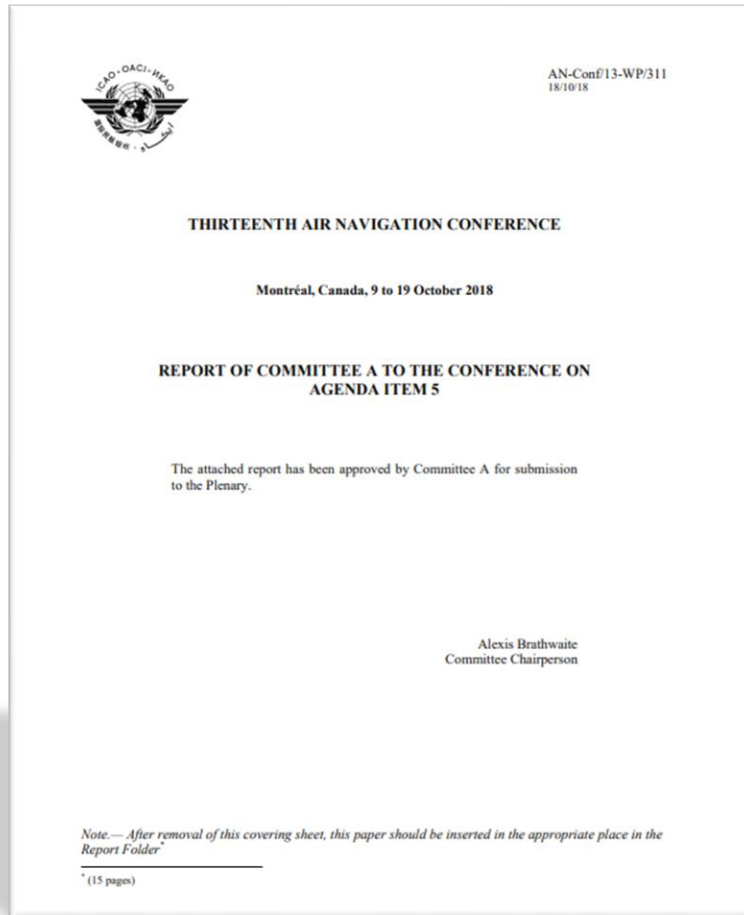 ICAO · OACI · ИКАО
AN-Conf/13-WP/311
18/10/18
THIRTEENTH AIR NAVIGATION CONFERENCE
Montréal, Canada, 9 to 19 October 2018
REPORT OF COMMITTEE A TO THE CONFERENCE ON
AGENDA ITEM 5
The attached report has been approved by Committee A for submission
to the Plenary.
Alexis Brathwaite
Committee Chairperson
Note.— After removal of this covering sheet, this paper should be inserted in the appropriate place in the
Report Folder*
* (15 pages)